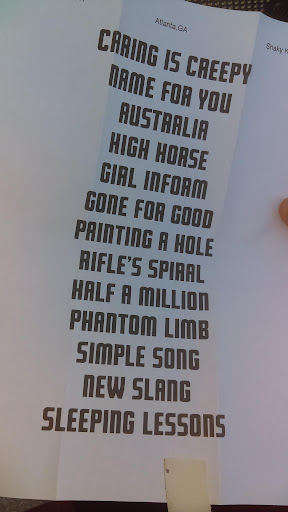 Atlanta,GA
Shaky K
CARING IS CREEPY
NAME FOR YOU
AUSTRALIA
HIGH HORSE
GIRL INFORM
GONE FOR GOOD
PAINTING A HOLE
RIFLE'S SPIRAL
HALF A MILLION
PHANTOM LIMB
SIMPLE SONG
NEW SLANG
SLEEPING LESSONS